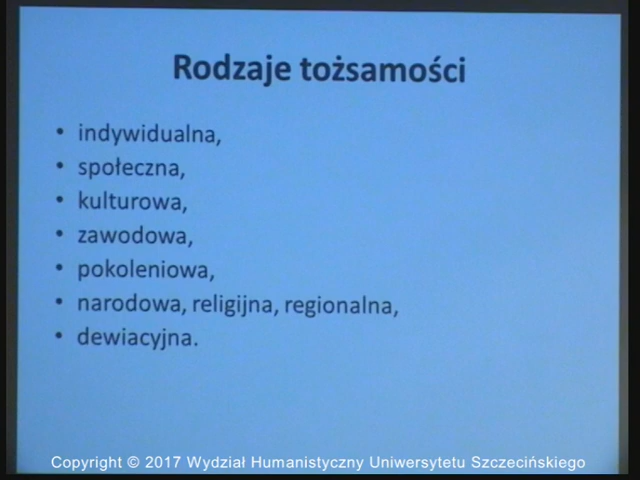 Rodzaje tożsamości
• indywidualna,
• społeczna,
• kulturowa,
• zawodowa,
• pokoleniowa,
• narodowa, religijna, regionalna,
• dewiacyjna.
Copyright © 2017 Wydział Humanistyczny Uniwersytetu Szczecińskiego